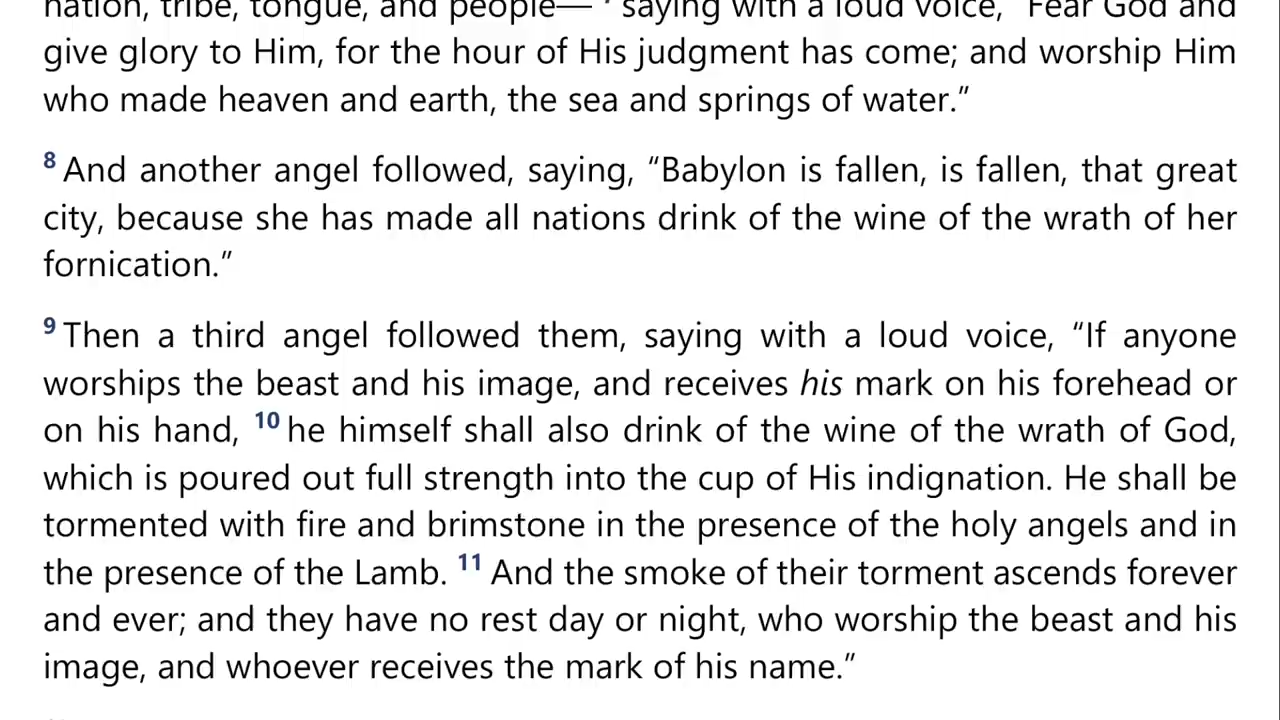 nation, tribe, tongue, and people— 7 saying with a loud voice, “Fear God and
give glory to Him, for the hour of His judgment has come; and worship Him
who made heaven and earth, the sea and springs of water.”
8 And another angel followed, saying, “Babylon is fallen, is fallen, that great
city, because she has made all nations drink of the wine of the wrath of her
fornication.”
9 Then a third angel followed them, saying with a loud voice, “If anyone
worships the beast and his image, and receives his mark on his forehead or
on his hand, 10 he himself shall also drink of the wine of the wrath of God,
which is poured out full strength into the cup of His indignation. He shall be
tormented with fire and brimstone in the presence of the holy angels and in
the presence of the Lamb. 11 And the smoke of their torment ascends forever
and ever; and they have no rest day or night, who worship the beast and his
image, and whoever receives the mark of his name.”